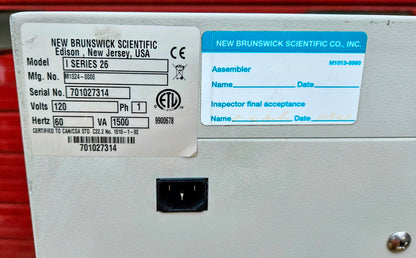 NEW BRUNSWICK SCIENTIFIC
Edison, New Jersey, USA
Model I SERIES 26
Mfg. No. M1324-0000
Serial No. 701027314
Volts 120 Ph 1
Hertz 60 VA 1500 9900678
CERTIFIED TO CAN/CSA STD. C22.2 No. 1010-1-92
701027314
CE
ETL
NEW BRUNSWICK SCIENTIFIC CO., INC.
M1013-9990
Assembler
Name Date
Inspector final acceptance
Name Date